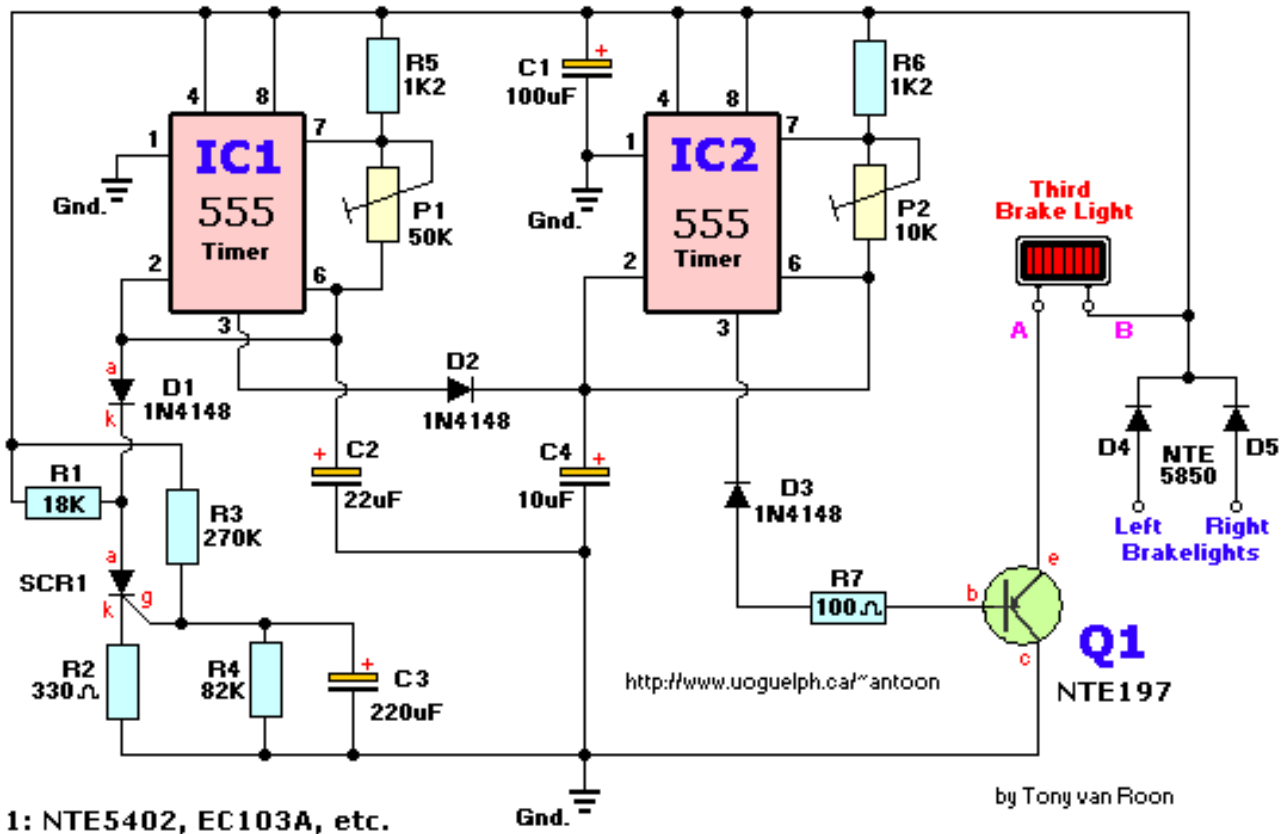 4
8
R5
1K2
C1
+
100uF
4
8
R6
1K2
1
IC1
555
Timer
7
Gnd.
P1
50K
2
6
3
1
Gnd.
IC2
555
Timer
7
P2
10K
2
6
3
Third
Brake Light
A
B
a
D1
k
1N4148
D2
1N4148
R1
18K
R3
270K
+
C2
22uF
C4
+
10uF
D3
1N4148
D4
NTE
5850
D5
Left
Right
Brakelights
a
SCR1
k
g
R2
330Ω
R4
82K
+
C3
220uF
R7
100Ω
b
e
c
Q1
NTE197
http://www.uoguelph.ca/~antoon
Gnd.
by Tony van Roon
1: NTE5402, EC103A, etc.